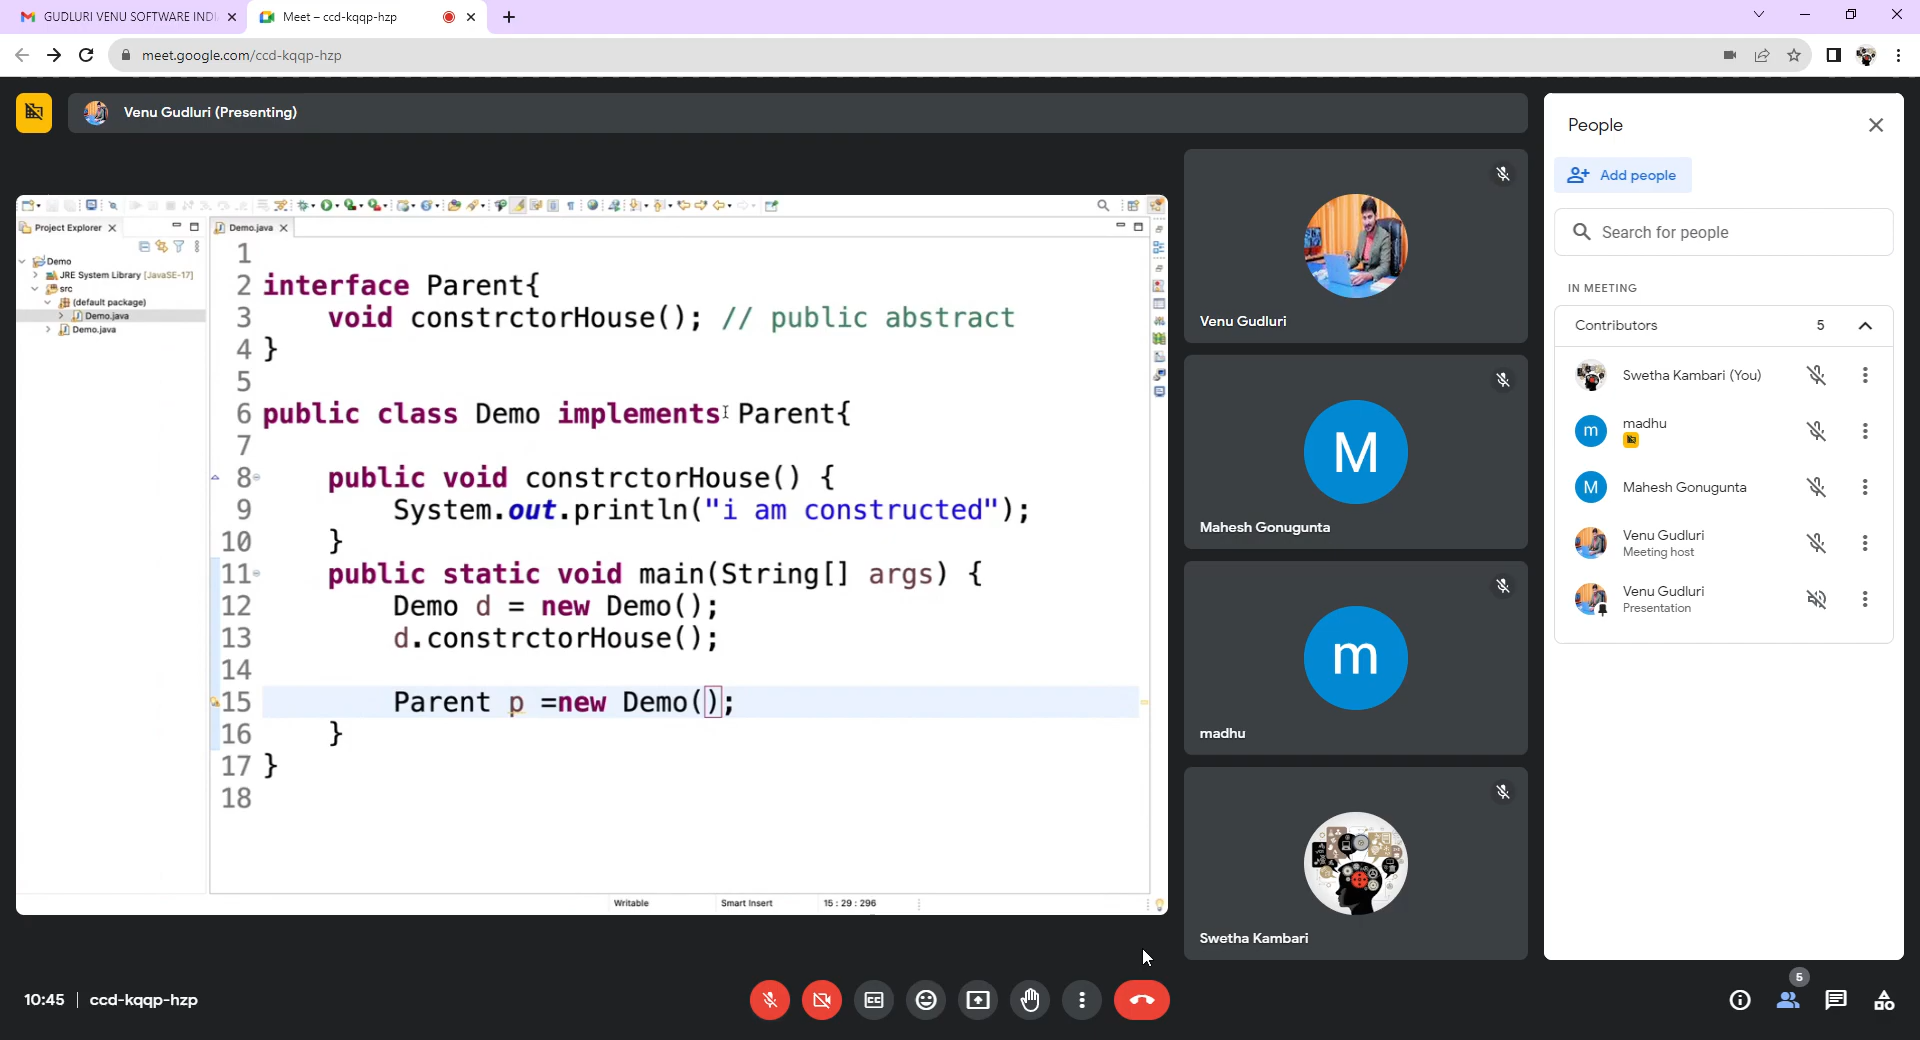 GUDLURI VENU SOFTWARE INDI
Meet – ccd-kqqp-hzp
meet.google.com/ccd-kqqp-hzp
Venu Gudluri (Presenting)
Project Explorer
Demo
JRE System Library [JavaSE-17]
src
(default package)
Demo.java
Demo.java
Demo.java
1
2 interface Parent{
3     void constrctorHouse(); // public abstract
4 }
5
6 public class Demo implements Parent{
7
8     public void constrctorHouse() {
9         System.out.println("i am constructed");
10     }
11     public static void main(String[] args) {
12         Demo d = new Demo();
13         d.constrctorHouse();
14
15         Parent p =new Demo();
16     }
17 }
18
Writable
Smart Insert
15 : 29 : 296
Venu Gudluri
M
Mahesh Gonugunta
m
madhu
Swetha Kambari
People
Add people
Search for people
IN MEETING
Contributors
5
Swetha Kambari (You)
m
madhu
M
Mahesh Gonugunta
Venu Gudluri
Meeting host
Venu Gudluri
Presentation
10:45 | ccd-kqqp-hzp
5